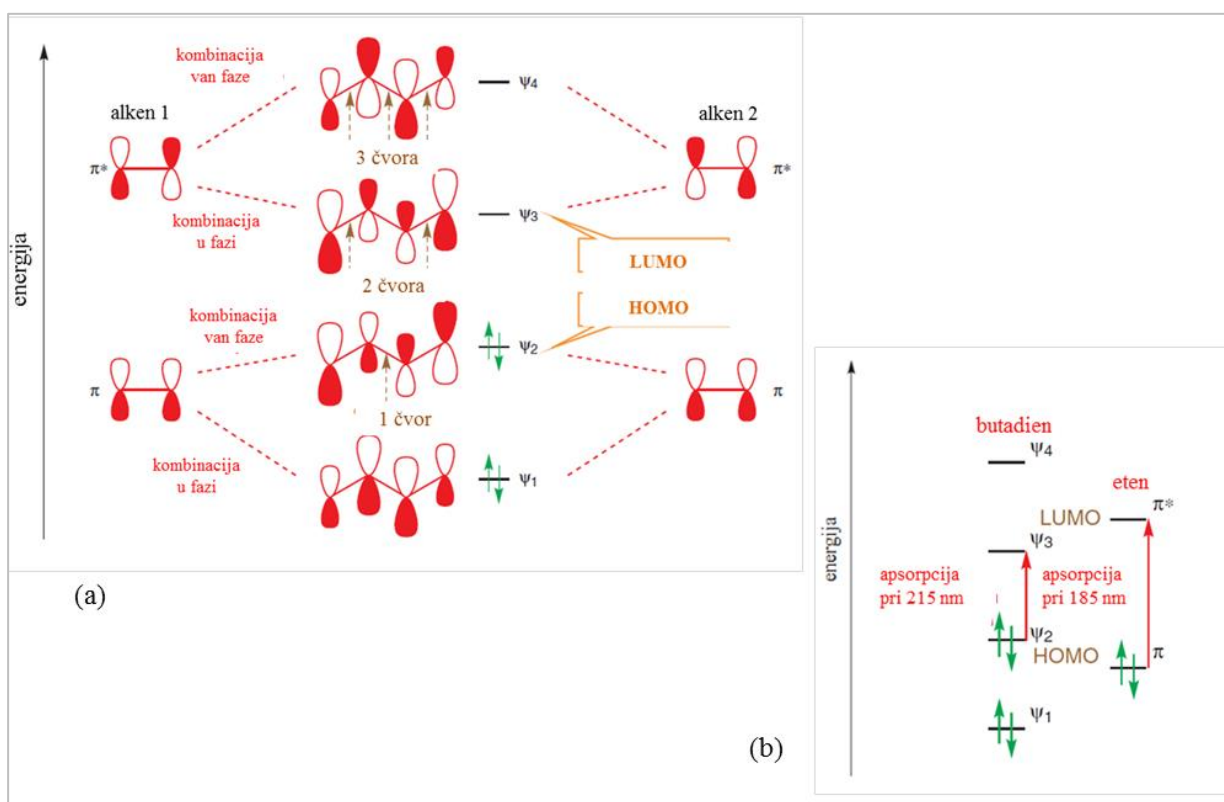 kombinacija
van faze
ψ4
alken 1
alken 2
π*
π*
3 čvora
kombinacija
u fazi
ψ3
energija
LUMO
2 čvora
HOMO
kombinacija
van faze
ψ2
π
π
1 čvor
kombinacija
u fazi
ψ1
(a)
butadien
ψ4
eten
π*
LUMO
energija
ψ3
apsorpcija
pri 215 nm
apsorpcija
pri 185 nm
ψ2
HOMO
π
ψ1
(b)